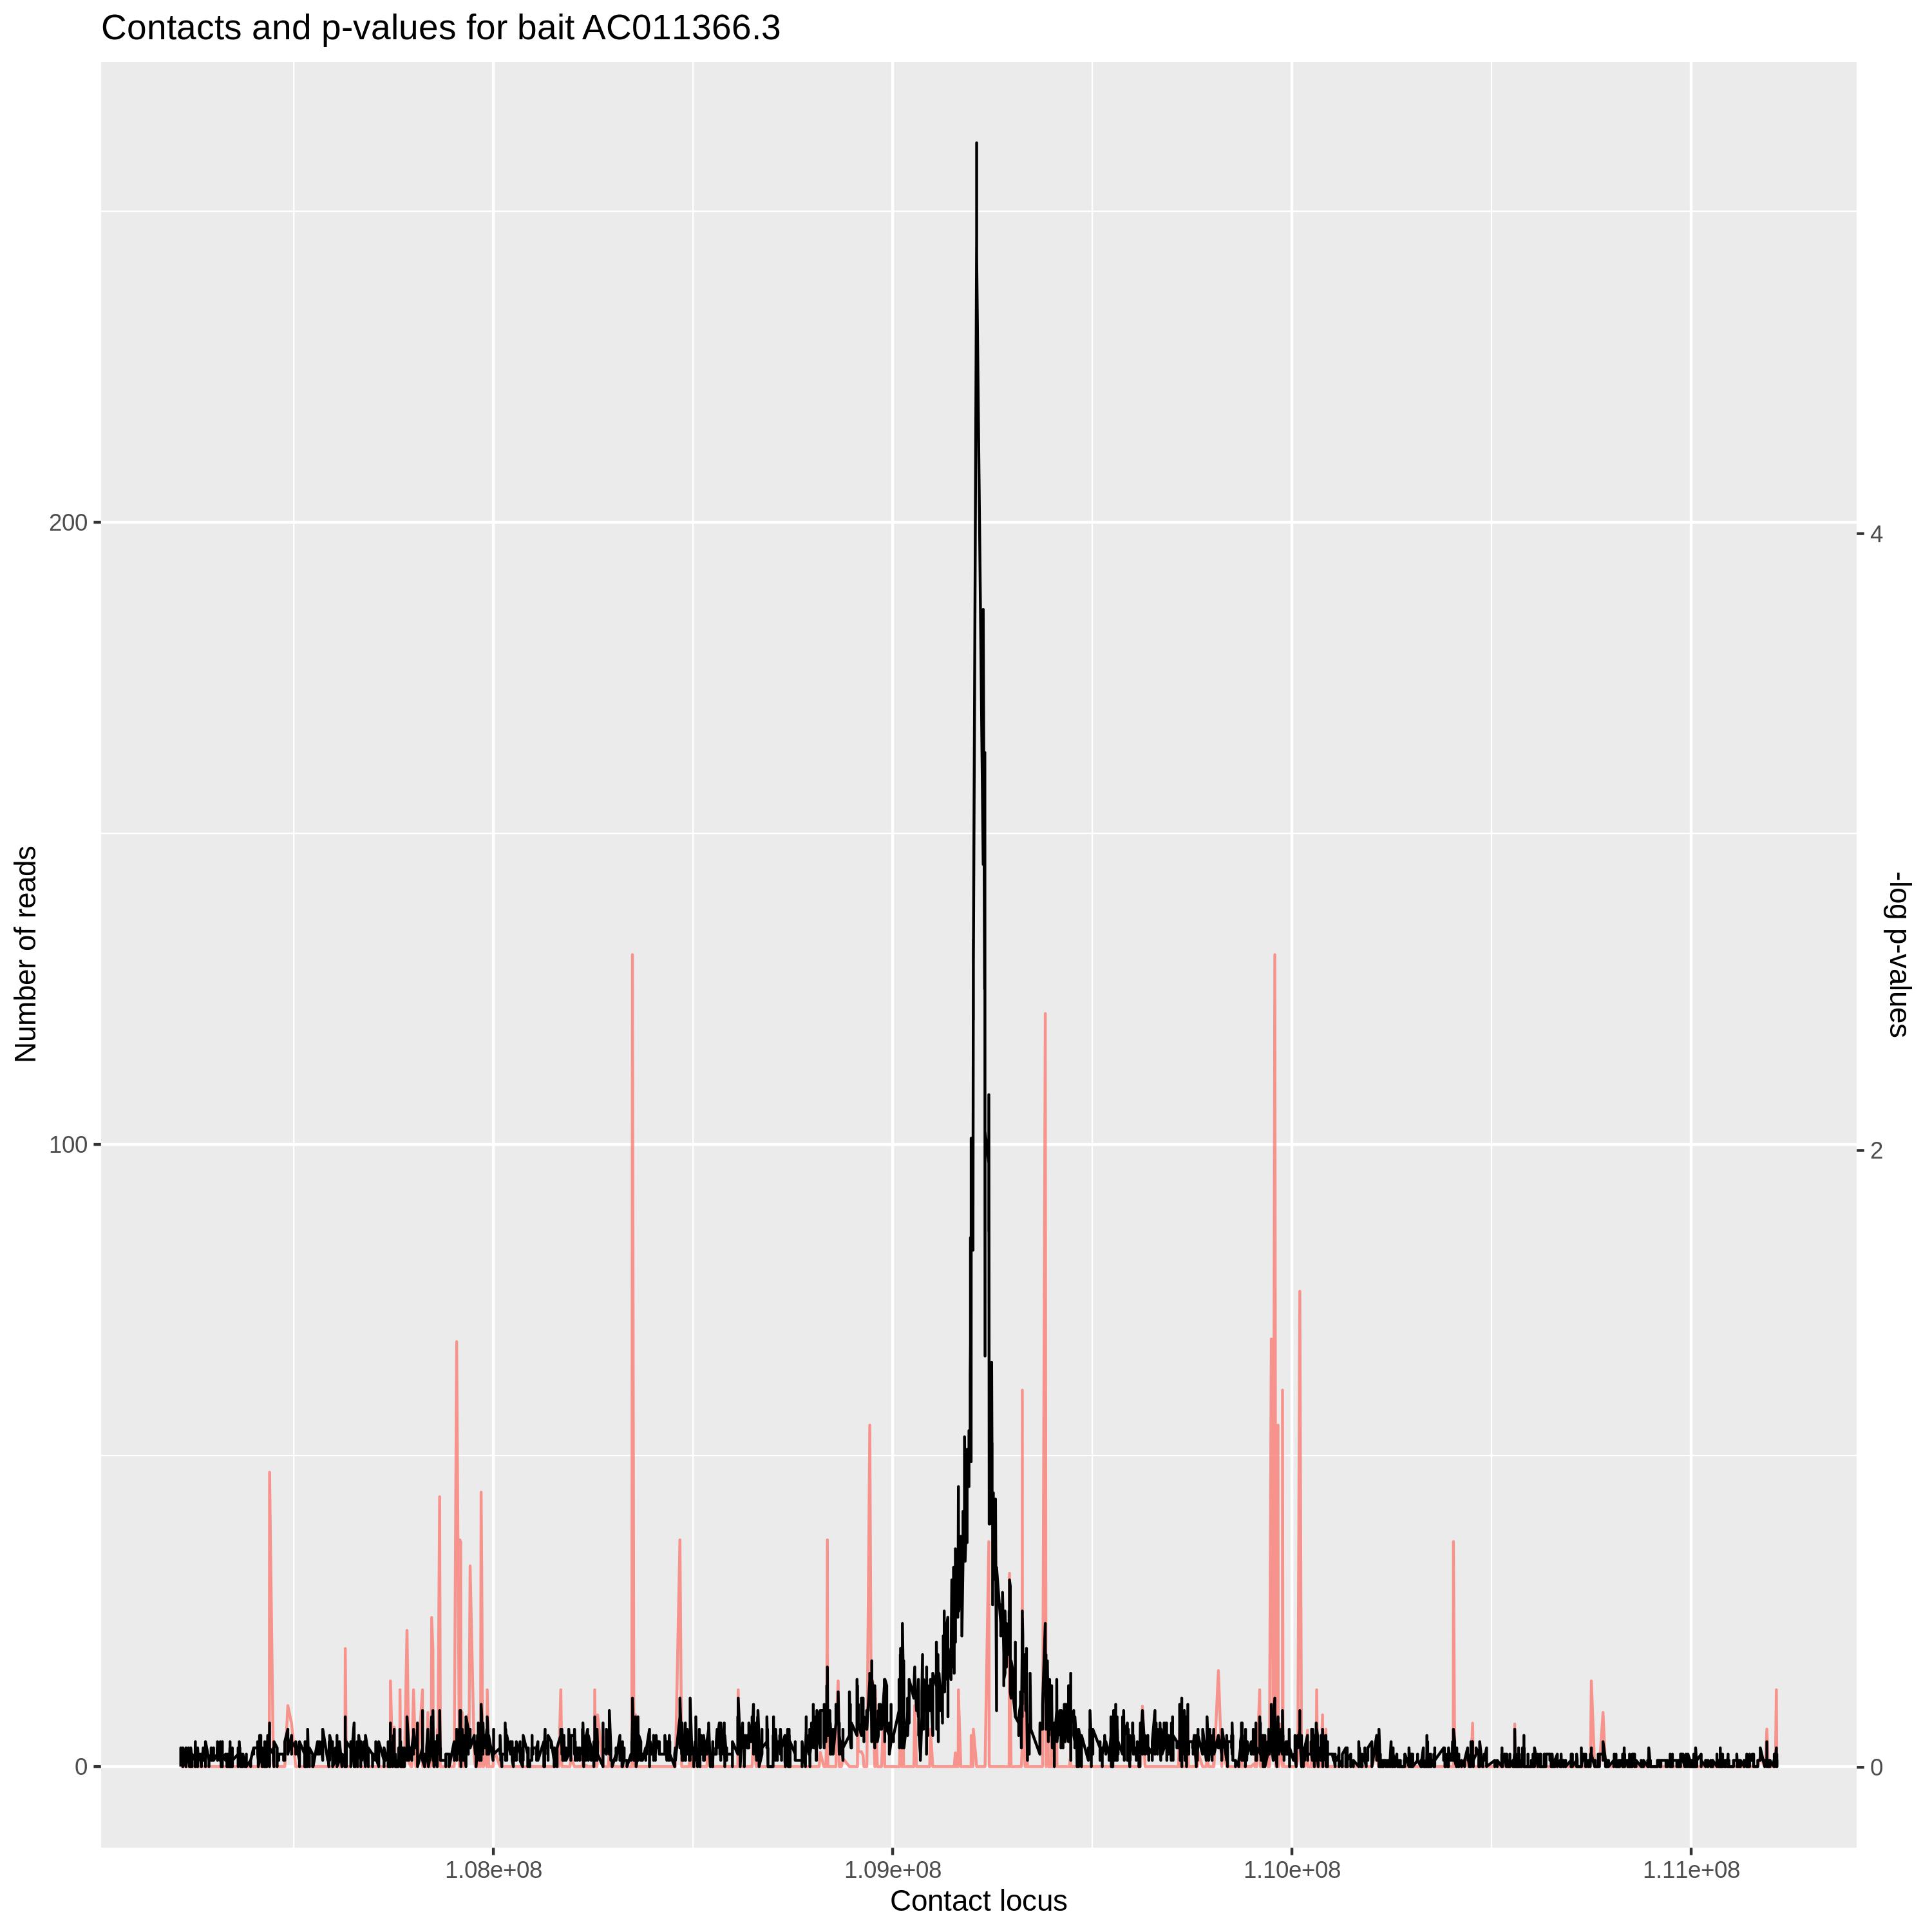 Contacts and p-values for bait AC011366.3
200
100
0
Number of reads
4
2
0
-log p-values
1.08e+08
1.09e+08
1.10e+08
1.11e+08
Contact locus